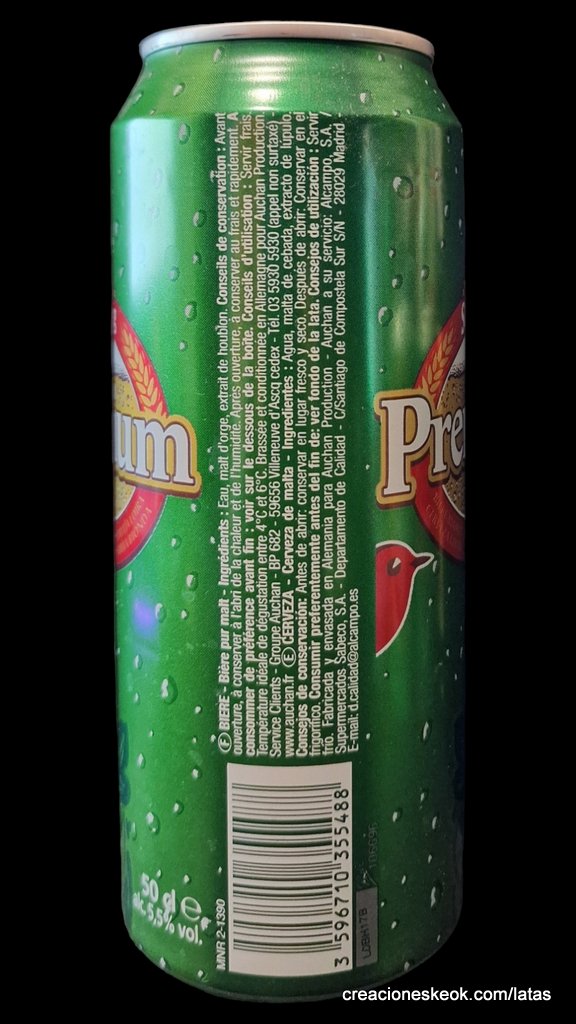 um
Pre
Ⓕ BIERE - Bière pur malt - Ingrédients : Eau, malt d'orge, extrait de houblon. Conseils de conservation : Avant
ouverture, à conserver à l'abri de la chaleur et de l'humidité. Après ouverture, à conserver au frais et rapidement. A
consommer de préférence avant fin : voir sur le dessous de la boîte. Conseils d'utilisation : Servir frais.
Température idéale de dégustation entre 4°C et 6°C. Brassée et conditionnée en Allemagne pour Auchan Production.
Service Clients - Groupe Auchan - BP 682 - 59656 Villeneuve d'Ascq cedex - Tél. 03 5930 5930 (appel non surtaxé) -
www.auchan.fr Ⓔ CERVEZA - Cerveza de malta - Ingredientes : Agua, malta de cebada, extracto de lúpulo.
Consejos de conservación: Antes de abrir: conservar en lugar fresco y seco. Después de abrir: Conservar en el
frigorífico. Consumir preferentemente antes del fin de: ver fondo de la lata. Consejos de utilización : Servir
frío. Fabricada y envasada en Alemania para Auchan Production - Auchan a su servicio: Alcampo, S.A. /
Supermercados Sabeco, S.A. - Departamento de Calidad - C/Santiago de Compostela Sur S/N - 28029 Madrid -
E-mail: d.calidad@alcampo.es
50 cl e
alc. 5,5% vol.
MNR 2-1390
3 596710 355488
LDBH17B
creacioneskeok.com/latas